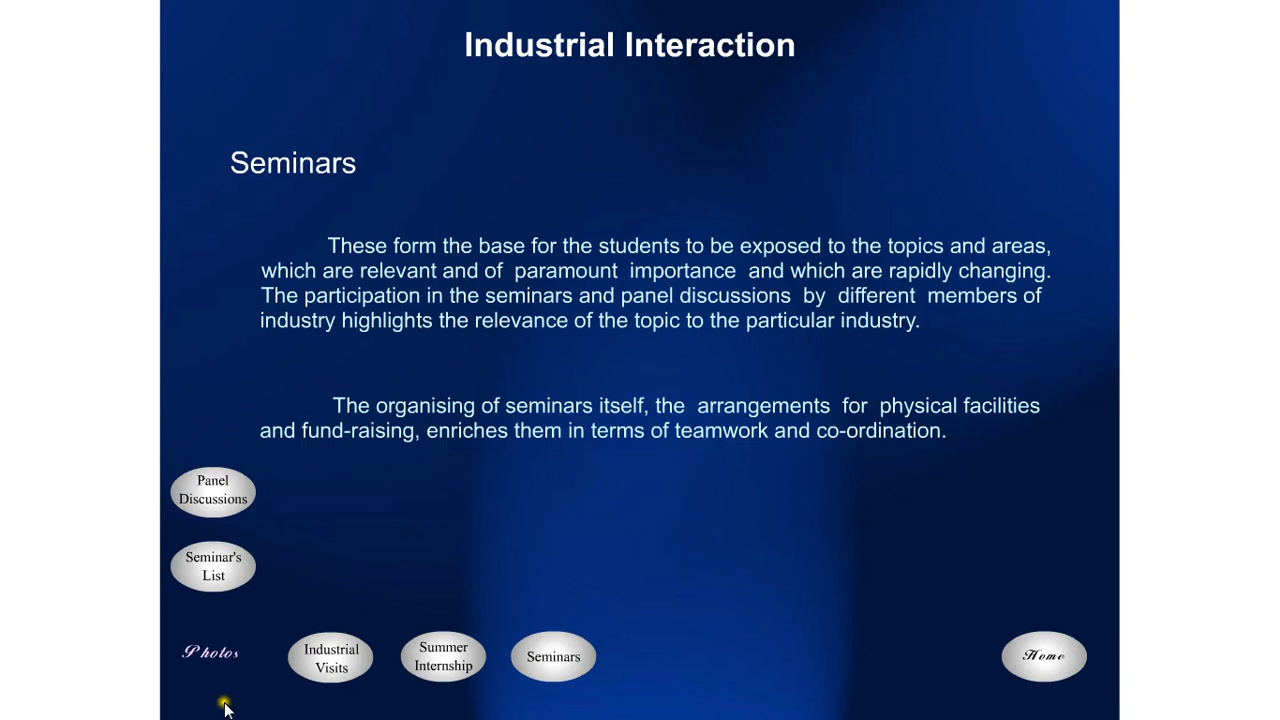 Industrial Interaction
Seminars
These form the base for the students to be exposed to the topics and areas,
which are relevant and of paramount importance and which are rapidly changing.
The participation in the seminars and panel discussions by different members of
industry highlights the relevance of the topic to the particular industry.
The organising of seminars itself, the arrangements for physical facilities
and fund-raising, enriches them in terms of teamwork and co-ordination.
Panel
Discussions
Seminar's
List
Photos
Industrial
Visits
Summer
Internship
Seminars
Home